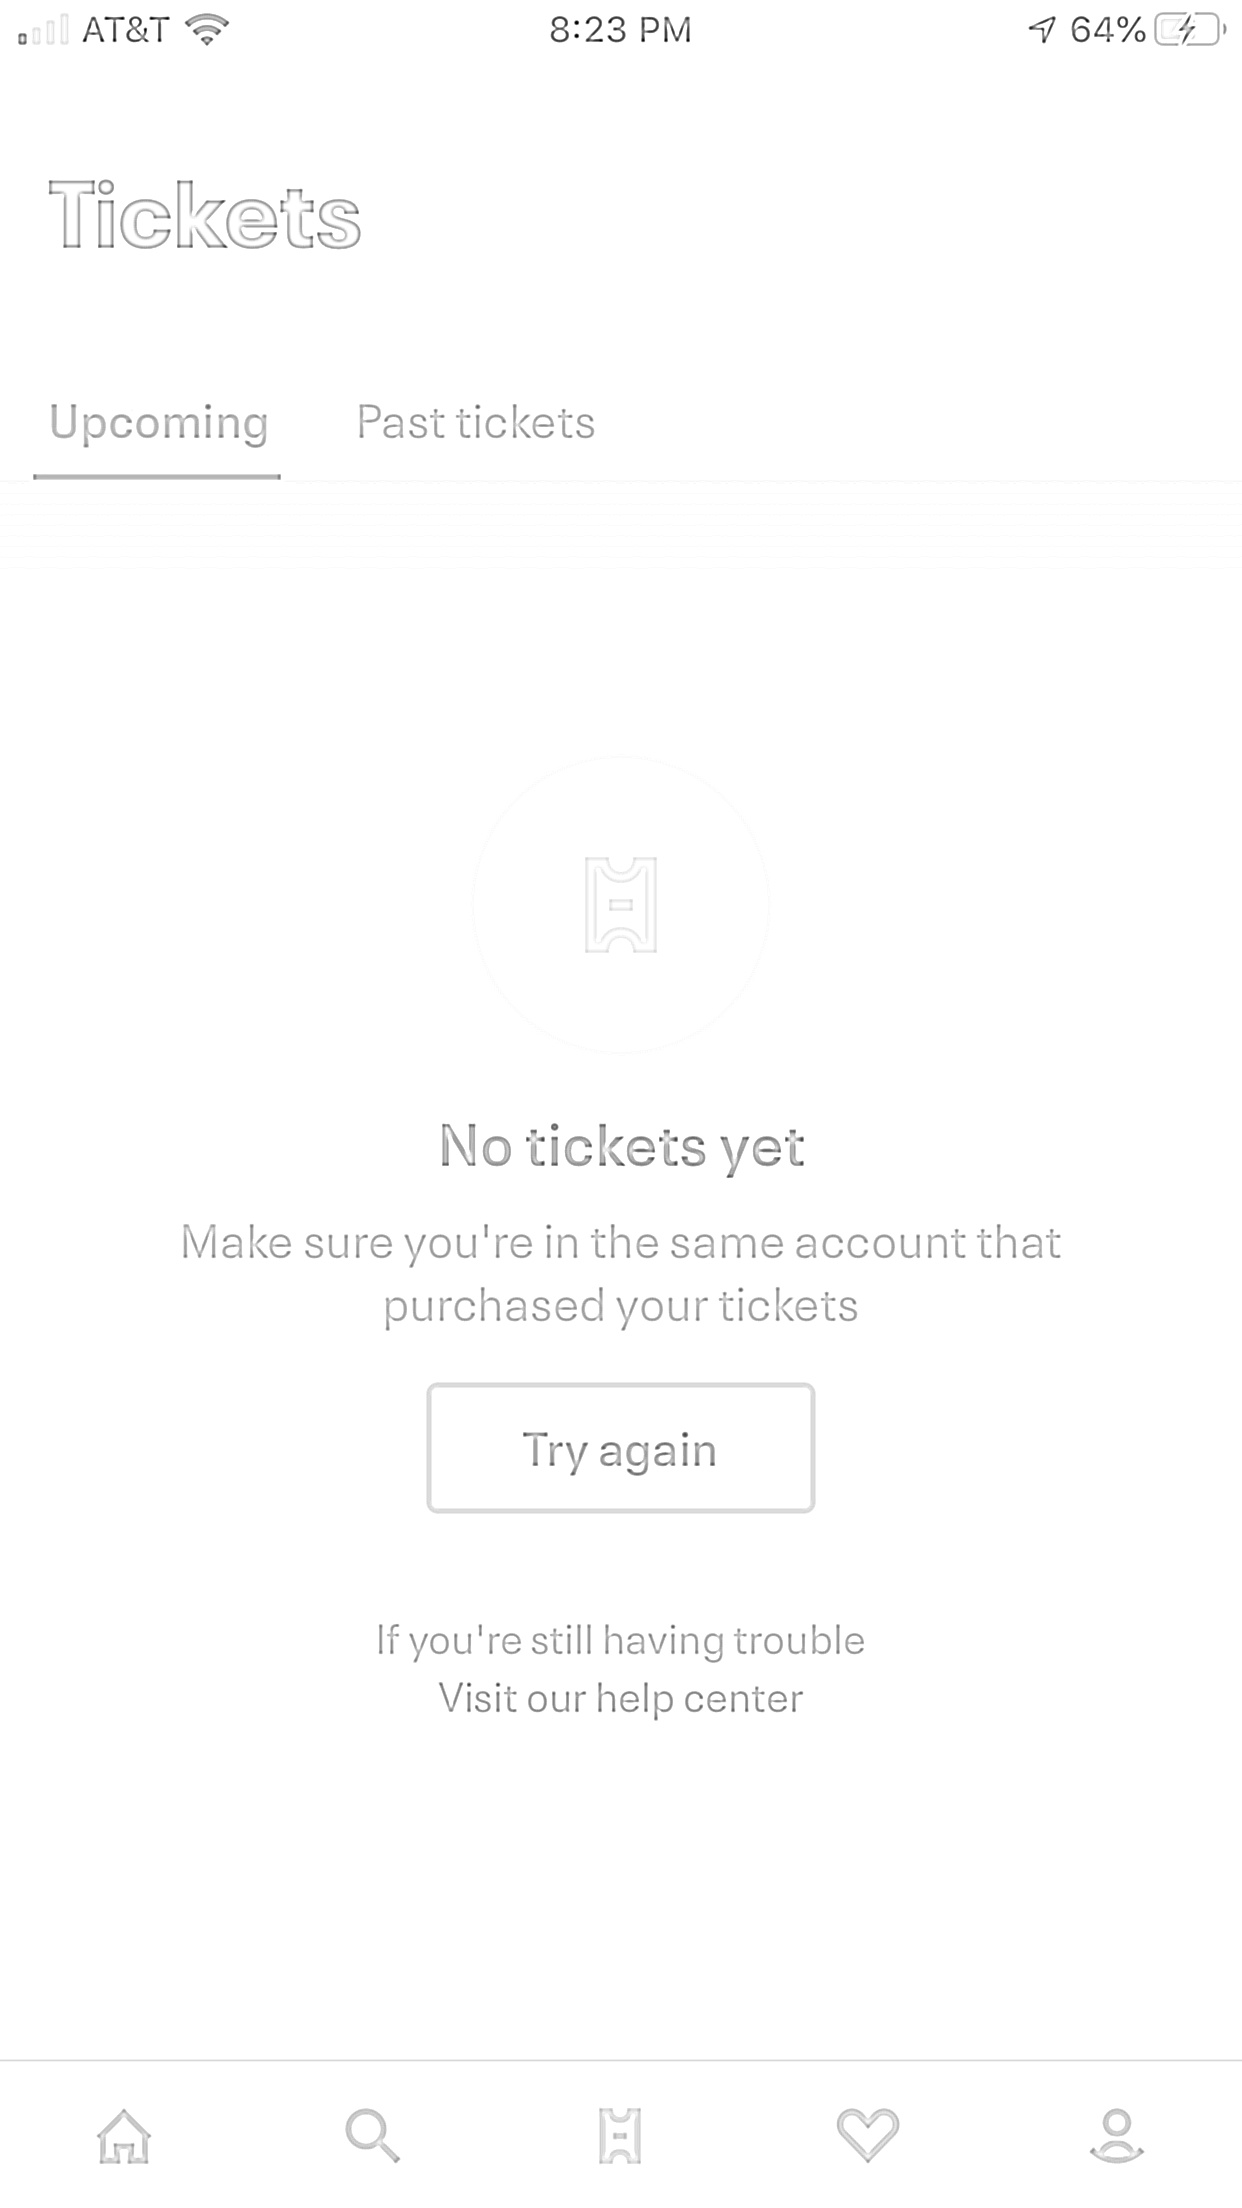 AT&T 8:23 PM 64%
Tickets
Upcoming Past tickets
No tickets yet
Make sure you're in the same account that
purchased your tickets
Try again
If you're still having trouble
Visit our help center